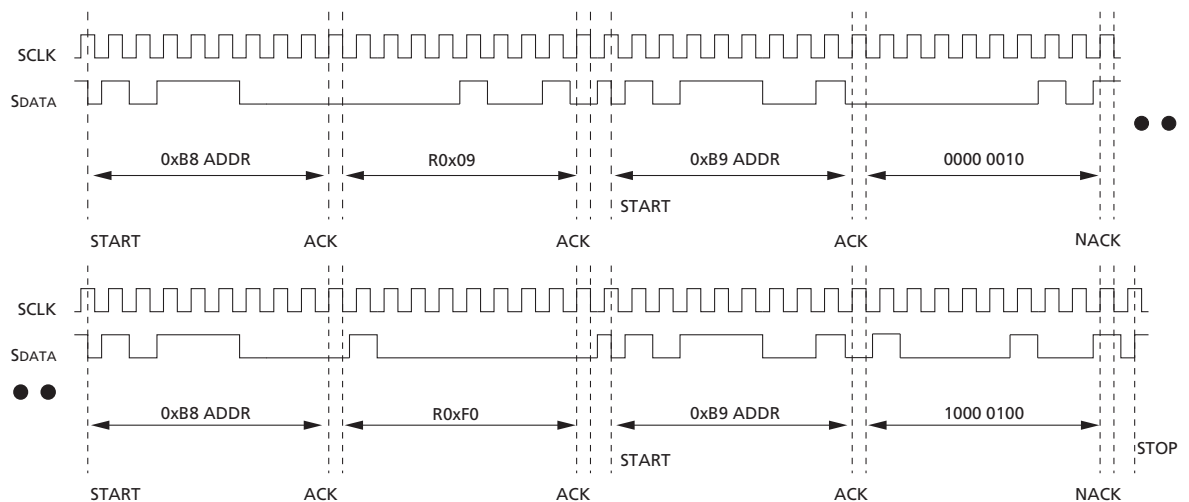 SCLK
SDATA
0xB8 ADDR R0x09 0xB9 ADDR 0000 0010
START
START ACK ACK ACK NACK
SCLK
SDATA
0xB8 ADDR R0xF0 0xB9 ADDR 1000 0100
STOP
START
START ACK ACK ACK NACK